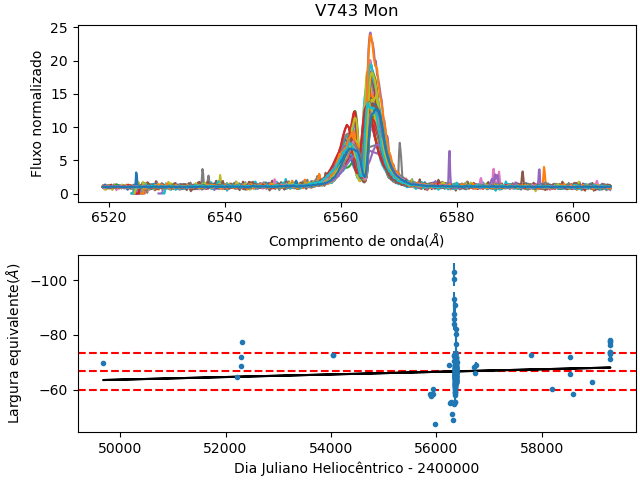 V743 Mon
Fluxo normalizado
25
20
15
10
5
0
6520 6540 6560 6580 6600
Comprimento de onda(Å)
Largura equivalente(Å)
−100
−80
−60
50000 52000 54000 56000 58000
Dia Juliano Heliocêntrico - 2400000